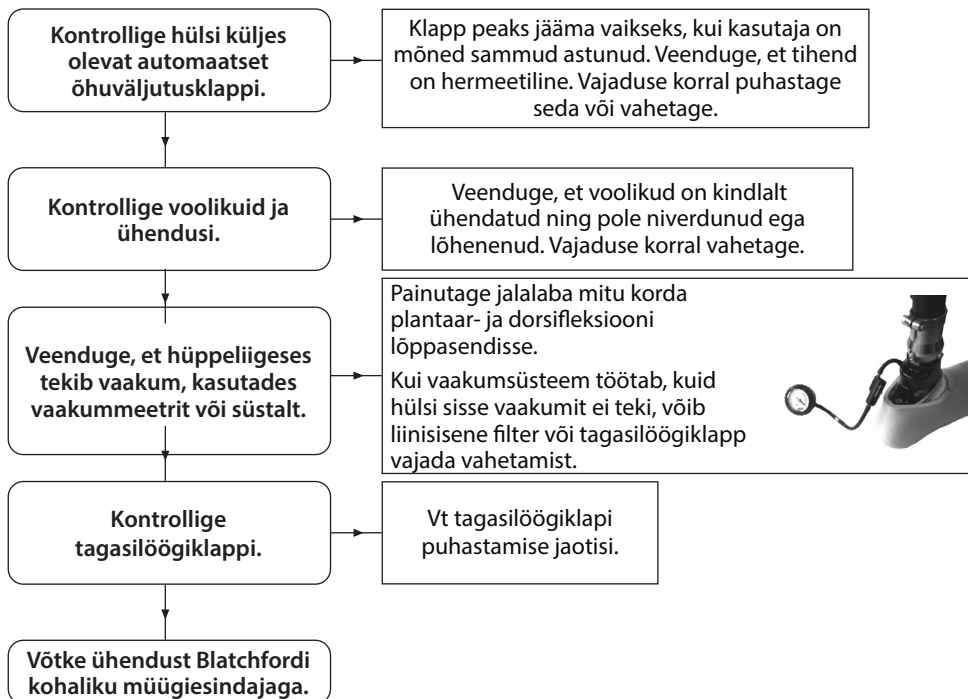 Kontrollige hülsi küljes
olevat automaatset
õhuväljutusklappi.
Klapp peaks jääma vaikseks, kui kasutaja on
mõned sammud astunud. Veenduge, et tihend
on hermeetiline. Vajaduse korral puhastage
seda või vahetage.
Kontrollige voolikuid ja
ühendusi.
Veenduge, et voolikud on kindlalt
ühendatud ning pole niverdunud ega
lõhenenud. Vajaduse korral vahetage.
Veenduge, et hüppeliigeses
tekib vaakum, kasutades
vaakummeetrit või süstalt.
Painutage jalalaba mitu korda
plantaar- ja dorsifleksiooni
lõppasendisse.
Kui vaakumsüsteem töötab, kuid
hülsi sisse vaakumit ei teki, võib
liinisisene filter või tagasilöögiklapp
vajada vahetamist.
Kontrollige
tagasilöögiklappi.
Vt tagasilöögiklapi
puhastamise jaotisi.
Võtke ühendust Blatchfordi
kohaliku müügiesindajaga.